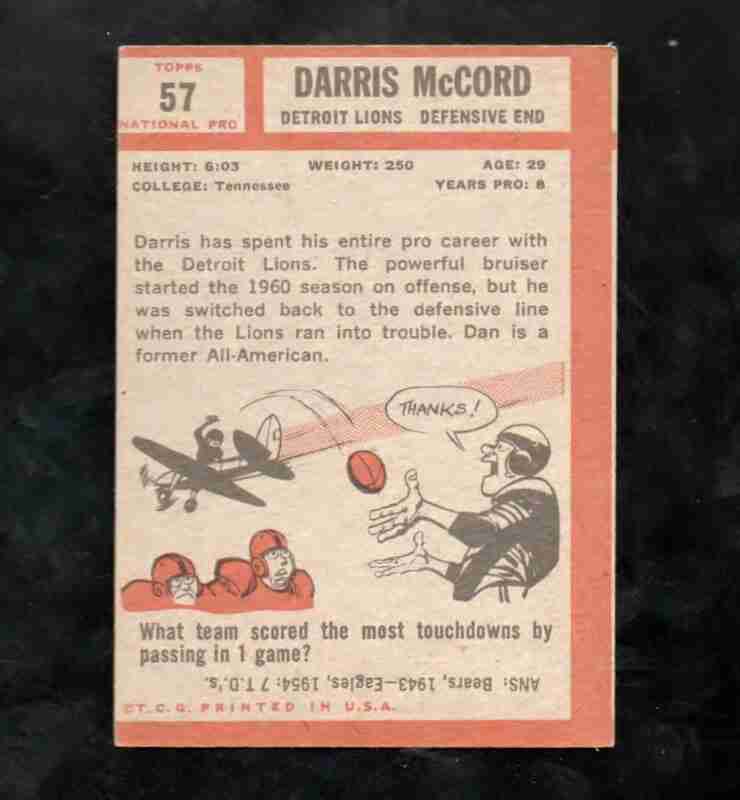 TOPPS
57
NATIONAL PRO
DARRIS McCORD
DETROIT LIONS DEFENSIVE END
HEIGHT: 6:03 WEIGHT: 250 AGE: 29
COLLEGE: Tennessee YEARS PRO: 8
Darris has spent his entire pro career with
the Detroit Lions. The powerful bruiser
started the 1960 season on offense, but he
was switched back to the defensive line
when the Lions ran into trouble. Dan is a
former All-American.
THANKS!
What team scored the most touchdowns by
passing in 1 game?
ANS: Bears, 1943—Eagles, 1954: 7 T.D.'s.
©T.C.G. PRINTED IN U.S.A.